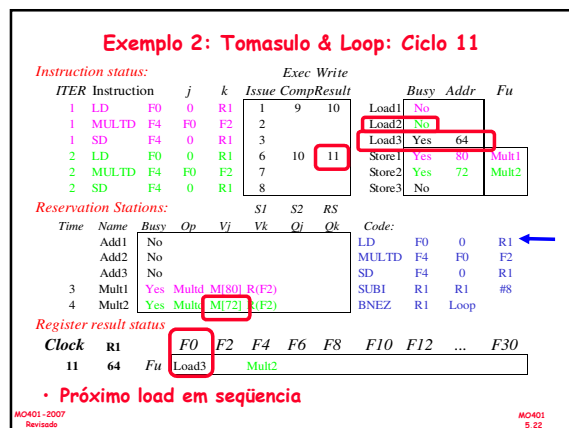 Exemplo 2: Tomasulo & Loop: Ciclo 11
Instruction status: Exec Write
ITER Instruction j k Issue CompResult Busy Addr Fu
1 LD F0 0 R1 1 9 10 Load1 No
1 MULTD F4 F0 F2 2 Load2 No
1 SD F4 0 R1 3 Load3 Yes 64
2 LD F0 0 R1 6 10 11 Store1 Yes 80 Mult1
2 MULTD F4 F0 F2 7 Store2 Yes 72 Mult2
2 SD F4 0 R1 8 Store3 No
Reservation Stations: S1 S2 RS
Time Name Busy Op Vj Vk Qj Qk Code:
Add1 No LD F0 0 R1
Add2 No MULTD F4 F0 F2
Add3 No SD F4 0 R1
3 Mult1 Yes Multd M[80] R(F2) SUBI R1 R1 #8
4 Mult2 Yes Multd M[72] R(F2) BNEZ R1 Loop
Register result status
Clock R1 F0 F2 F4 F6 F8 F10 F12 ... F30
11 64 Fu Load3 Mult2
• Próximo load em seqüencia
MO401-2007
Revisado
MO401
5.22